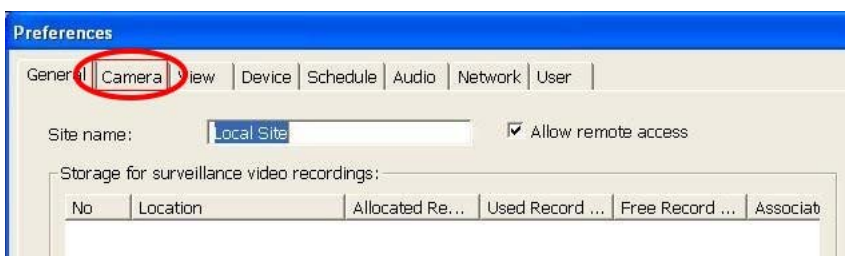 Preferences
General Camera View Device Schedule Audio Network User
Site name: Local Site Allow remote access
Storage for surveillance video recordings:
No Location Allocated Re... Used Record ... Free Record ... Associat